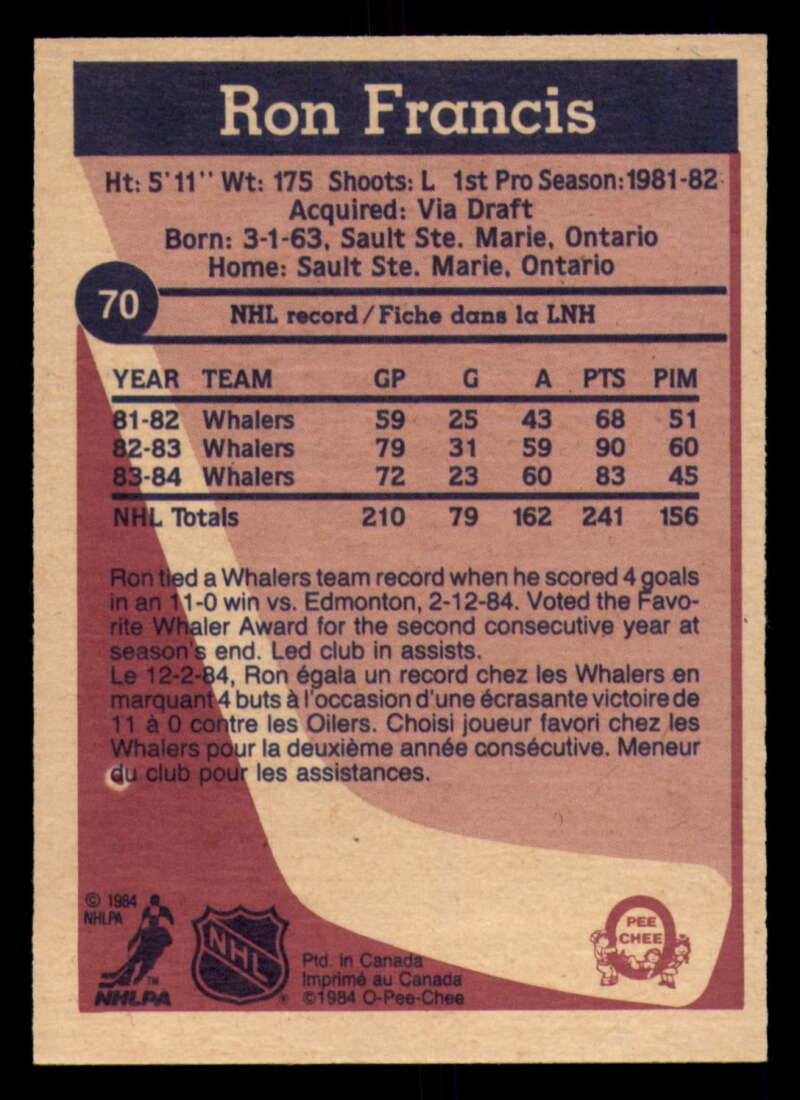 Ron Francis
Ht: 5'11" Wt: 175 Shoots: L 1st Pro Season:1981-82
Acquired: Via Draft
Born: 3-1-63, Sault Ste. Marie, Ontario
Home: Sault Ste. Marie, Ontario
70
NHL record/Fiche dans la LNH
YEAR TEAM GP G A PTS PIM
81-82 Whalers 59 25 43 68 51
82-83 Whalers 79 31 59 90 60
83-84 Whalers 72 23 60 83 45
NHL Totals 210 79 162 241 156
Ron tied a Whalers team record when he scored 4 goals
in an 11-0 win vs. Edmonton, 2-12-84. Voted the Favo-
rite Whaler Award for the second consecutive year at
season's end. Led club in assists.
Le 12-2-84, Ron égala un record chez les Whalers en
marquant 4 buts à l'occasion d'une écrasante victoire de
11 à 0 contre les Oilers. Choisi joueur favori chez les
Whalers pour la deuxième année consécutive. Meneur
du club pour les assistances.
© 1984
NHLPA
TM
NHLPA
NHL
®
Ptd. in Canada
Imprimé au Canada
©1984 O-Pee-Chee
PEE
CHEE